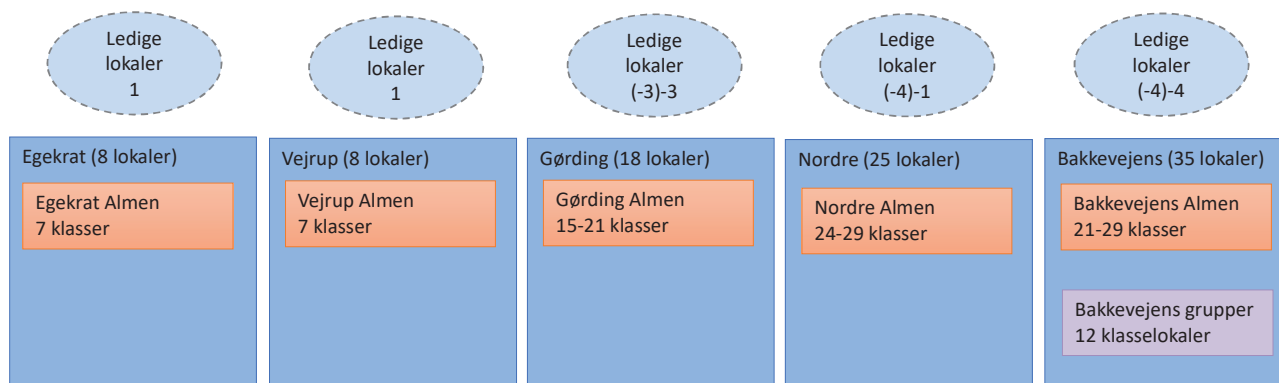 Ledige
lokaler
1
Ledige
lokaler
1
Ledige
lokaler
(-3)-3
Ledige
lokaler
(-4)-1
Ledige
lokaler
(-4)-4
Egekrat (8 lokaler)
Egekrat Almen
7 klasser
Vejrup (8 lokaler)
Vejrup Almen
7 klasser
Gørding (18 lokaler)
Gørding Almen
15-21 klasser
Nordre (25 lokaler)
Nordre Almen
24-29 klasser
Bakkevejens (35 lokaler)
Bakkevejens Almen
21-29 klasser
Bakkevejens grupper
12 klasselokaler